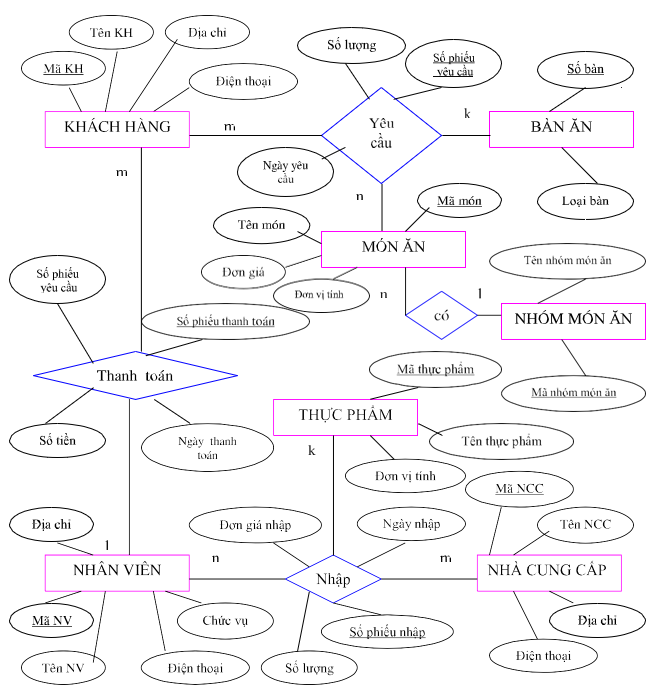 Tên KH
Địa chỉ
Mã KH
Điện thoại
KHÁCH HÀNG
m
m
Số lượng
Số phiếu
yêu cầu
Yêu
cầu
Ngày yêu
cầu
k
n
Số bàn
BÀN ĂN
Loại bàn
Mã món
Tên món
MÓN ĂN
Đơn giá
Đơn vị tính
n
có
1
Tên nhóm món ăn
NHÓM MÓN ĂN
Mã nhóm món ăn
Số phiếu
yêu cầu
Số phiếu thanh toán
Thanh toán
Số tiền
Ngày thanh
toán
1
Mã thực phẩm
THỰC PHẨM
Tên thực phẩm
Đơn vị tính
k
Mã NCC
Tên NCC
Địa chỉ
Đơn giá nhập
Ngày nhập
NHÂN VIÊN
n
Nhập
m
NHÀ CUNG CẤP
Mã NV
Chức vụ
Số phiếu nhập
Địa chỉ
Tên NV
Điện thoại
Số lượng
Điện thoại